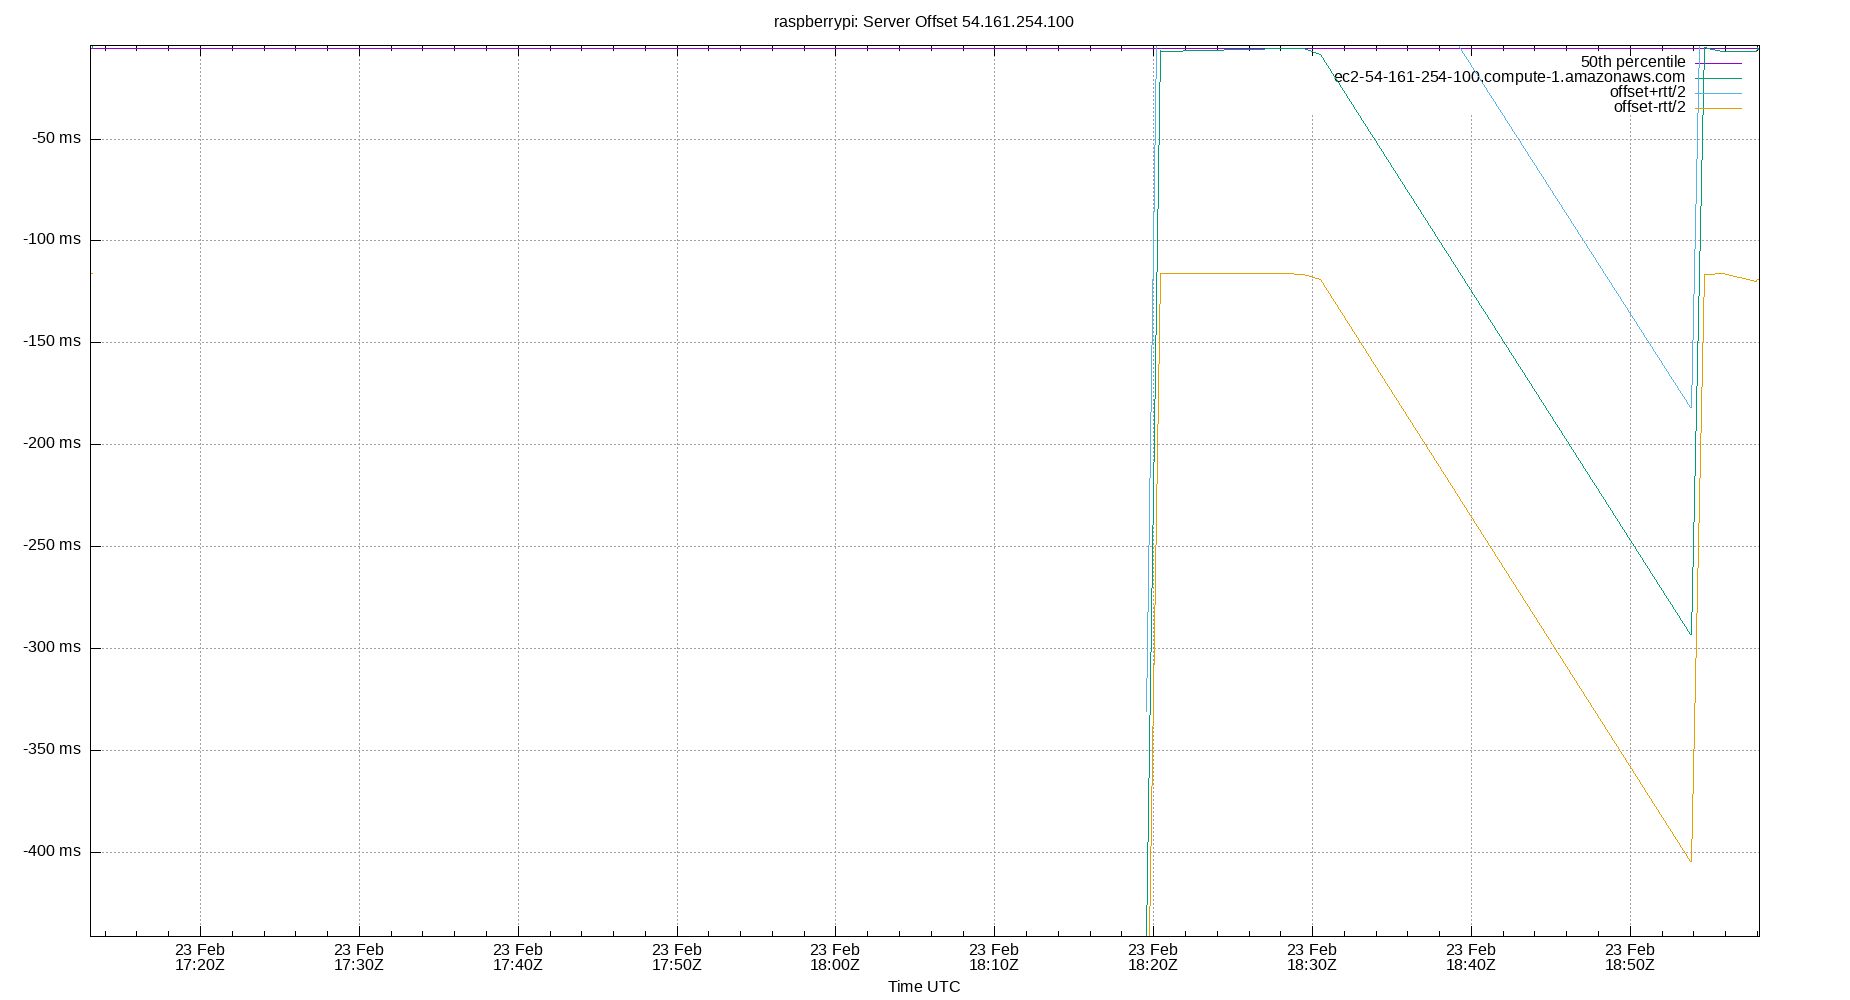 raspberrypi: Server Offset 54.161.254.100
50th percentile
ec2-54-161-254-100.compute-1.amazonaws.com
offset+rtt/2
offset-rtt/2
-50 ms
-100 ms
-150 ms
-200 ms
-250 ms
-300 ms
-350 ms
-400 ms
23 Feb 23 Feb 23 Feb 23 Feb 23 Feb 23 Feb 23 Feb 23 Feb 23 Feb 23 Feb
17:20Z 17:30Z 17:40Z 17:50Z 18:00Z 18:10Z 18:20Z 18:30Z 18:40Z 18:50Z
Time UTC